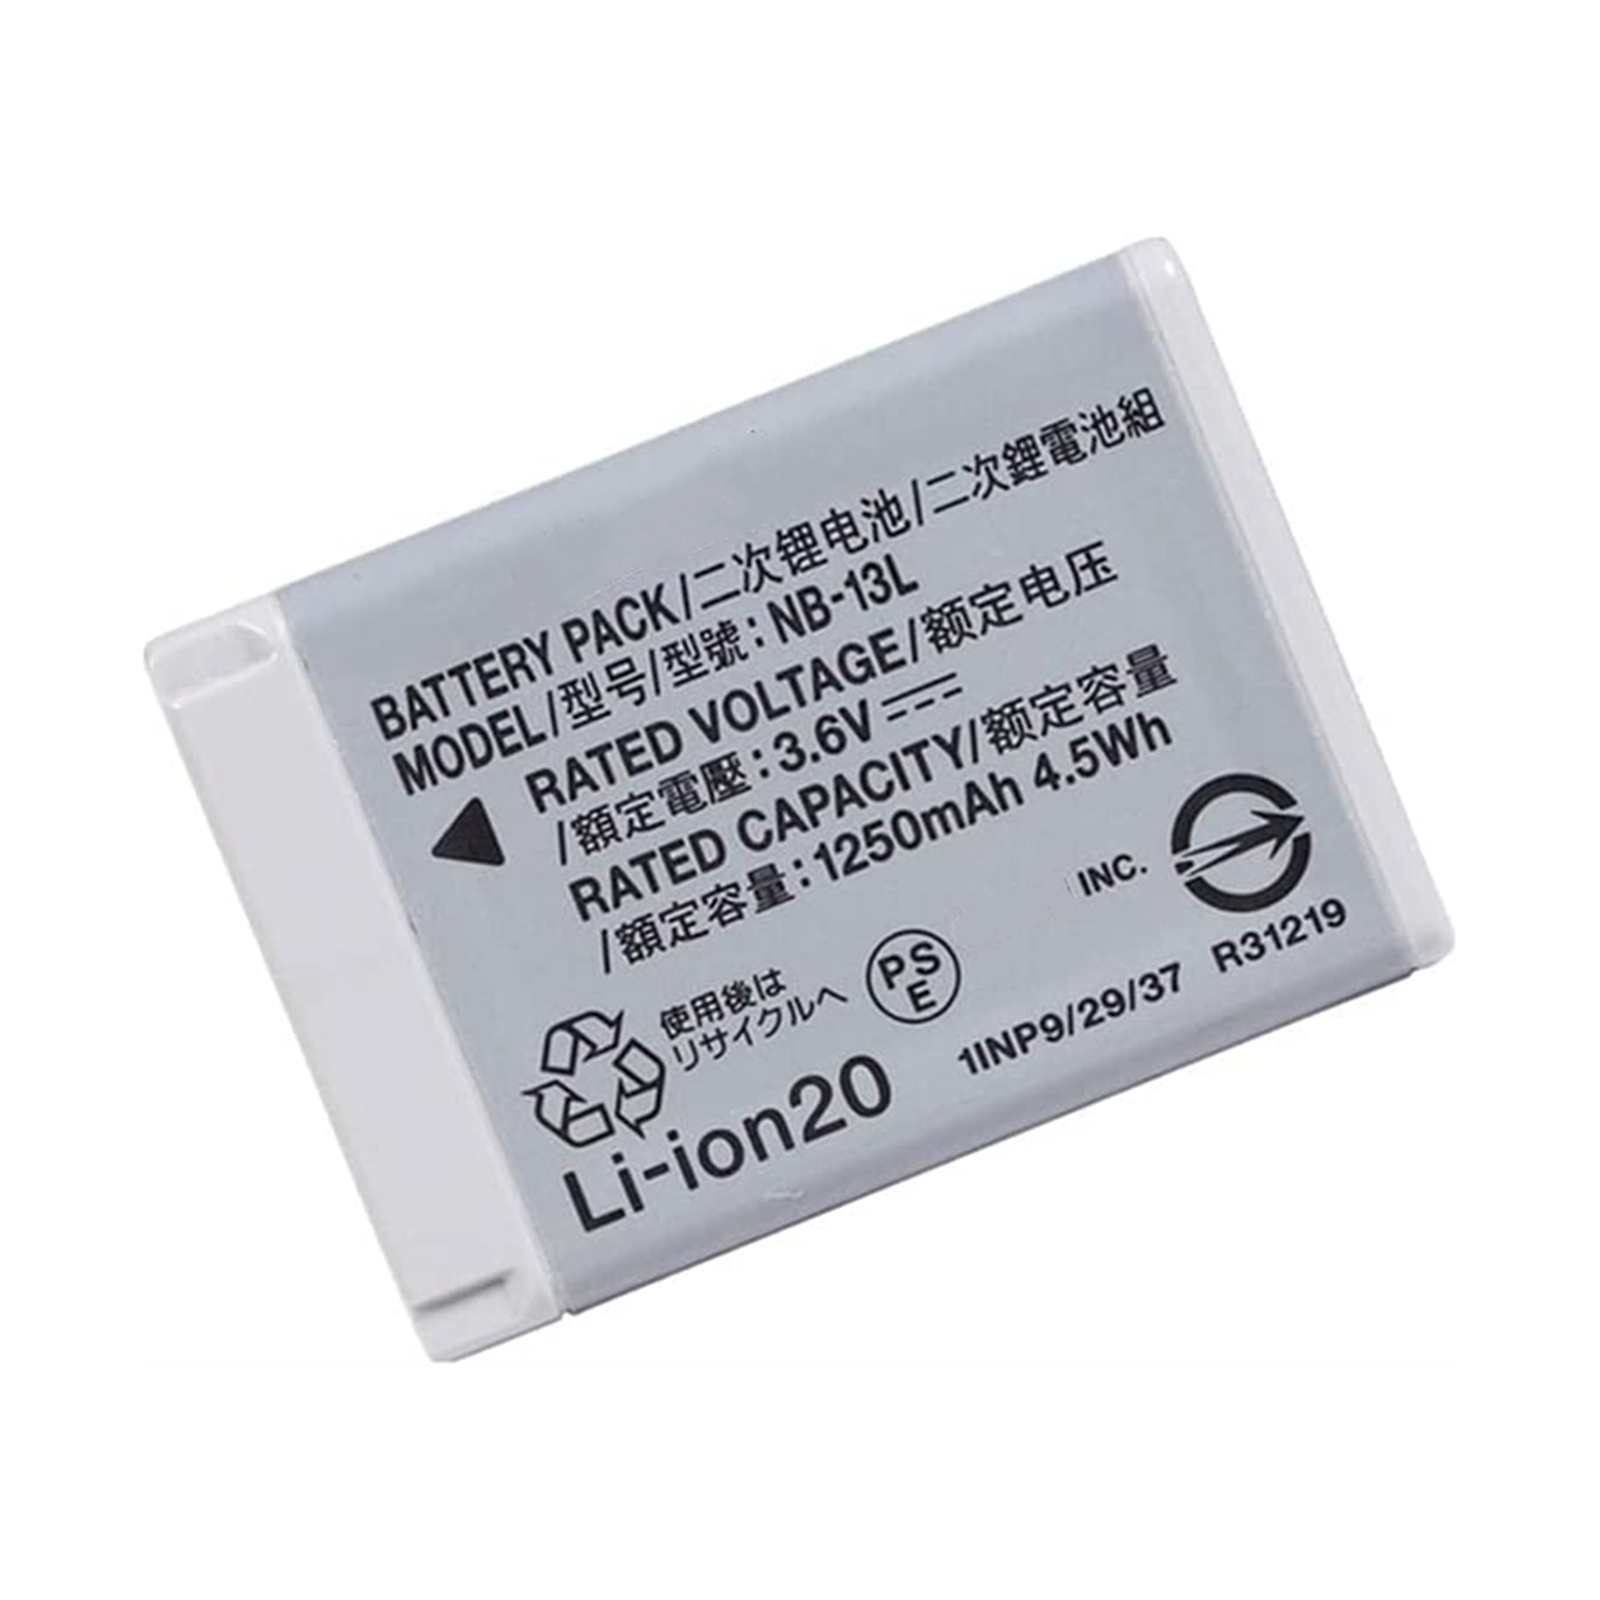 BATTERY PACK/二次锂电池/二次鋰電池組
MODEL/型号/型號：NB-13L
RATED VOLTAGE/额定电压
/額定電壓：3.6V⎓
RATED CAPACITY/额定容量
/額定容量：1250mAh 4.5Wh
INC.
R31219
使用後は
リサイクルへ
PS
E
1INP9/29/37
Li-ion20